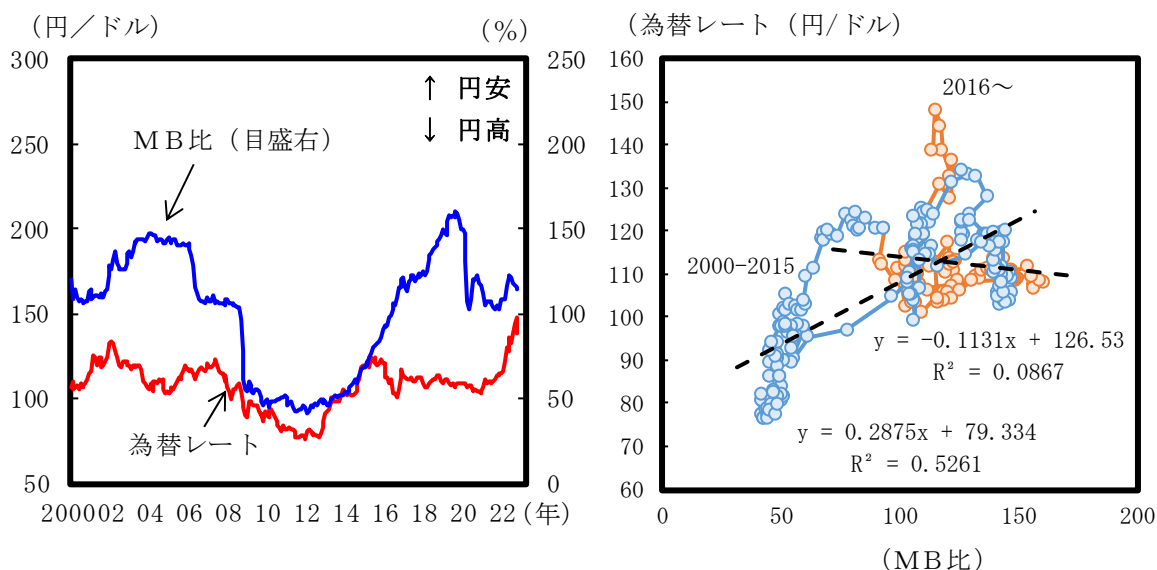 (円／ドル)
(％)
300
250
200
150
100
50
250
200
150
100
50
0
↑ 円安
↓ 円高
ＭＢ比（目盛右）
為替レート
2000 02 04 06 08 10 12 14 16 18 20 22 (年)
(為替レート（円/ドル）
160
150
140
130
120
110
100
90
80
70
60
2016～
2000-2015
y = -0.1131x + 126.53
R² = 0.0867
y = 0.2875x + 79.334
R² = 0.5261
0 50 100 150 200
（ＭＢ比）